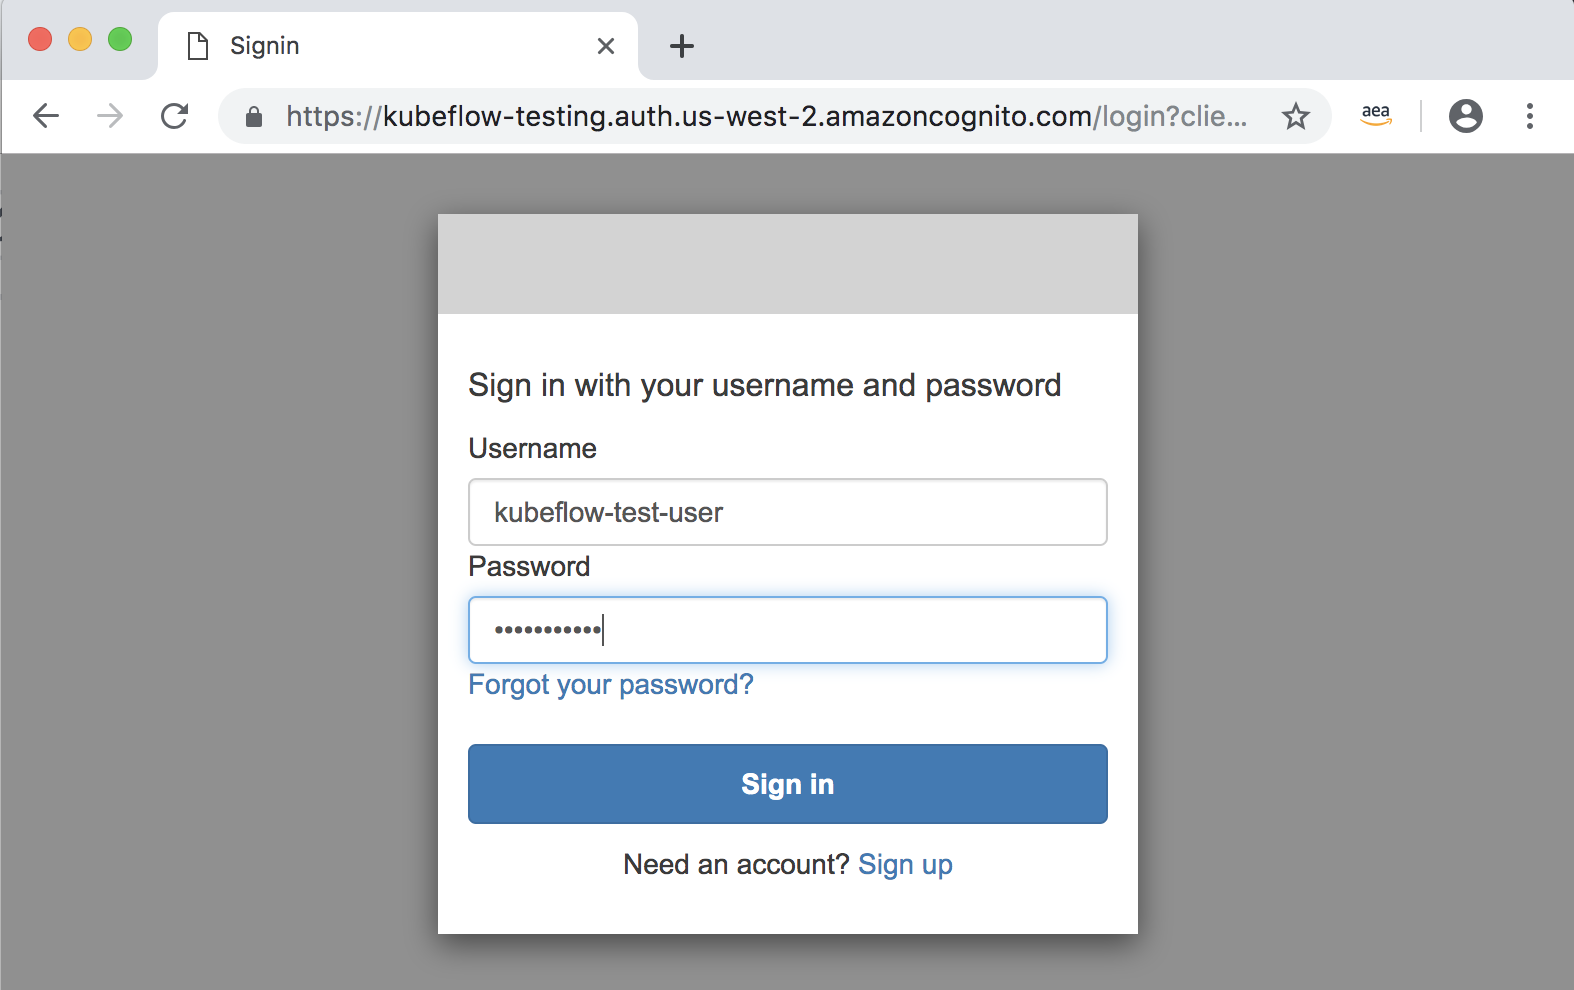 Signin
https://kubeflow-testing.auth.us-west-2.amazoncognito.com/login?clie...
aea
Sign in with your username and password
Username
kubeflow-test-user
Password
•••••••••••
Forgot your password?
Sign in
Need an account? Sign up